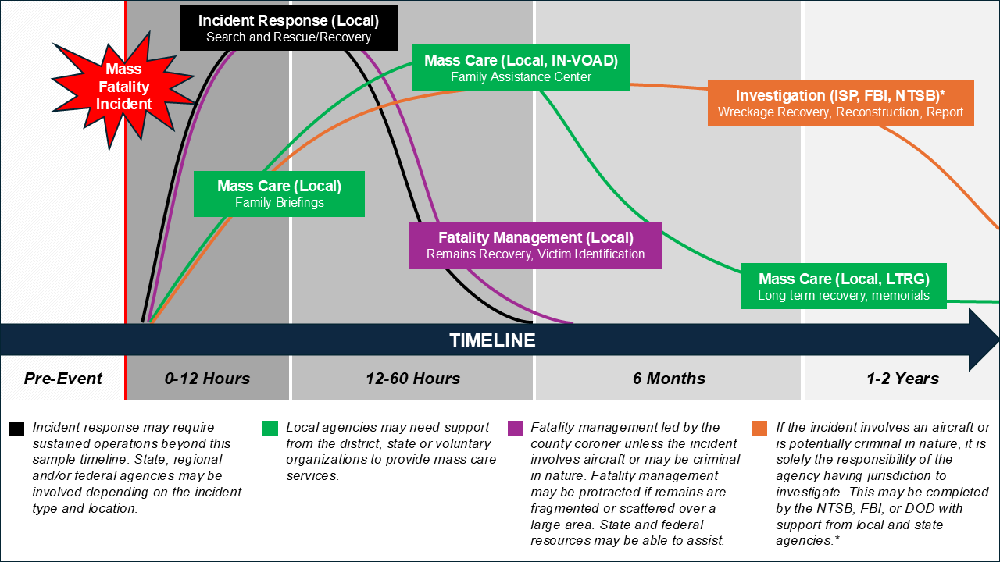 Incident Response (Local)
Search and Rescue/Recovery
Mass
Fatality
Incident
Mass Care (Local, IN-VOAD)
Family Assistance Center
Investigation (ISP, FBI, NTSB)*
Wreckage Recovery, Reconstruction, Report
Mass Care (Local)
Family Briefings
Fatality Management (Local)
Remains Recovery, Victim Identification
Mass Care (Local, LTRG)
Long-term recovery, memorials
TIMELINE
Pre-Event
0-12 Hours
12-60 Hours
6 Months
1-2 Years
Incident response may require
sustained operations beyond this
sample timeline. State, regional
and/or federal agencies may be
involved depending on the incident
type and location.
Local agencies may need support
from the district, state or voluntary
organizations to provide mass care
services.
Fatality management led by the
county coroner unless the incident
involves aircraft or may be criminal
in nature. Fatality management
may be protracted if remains are
fragmented or scattered over a
large area. State and federal
resources may be able to assist.
If the incident involves an aircraft or
is potentially criminal in nature, it is
solely the responsibility of the
agency having jurisdiction to
investigate. This may be completed
by the NTSB, FBI, or DOD with
support from local and state
agencies.*